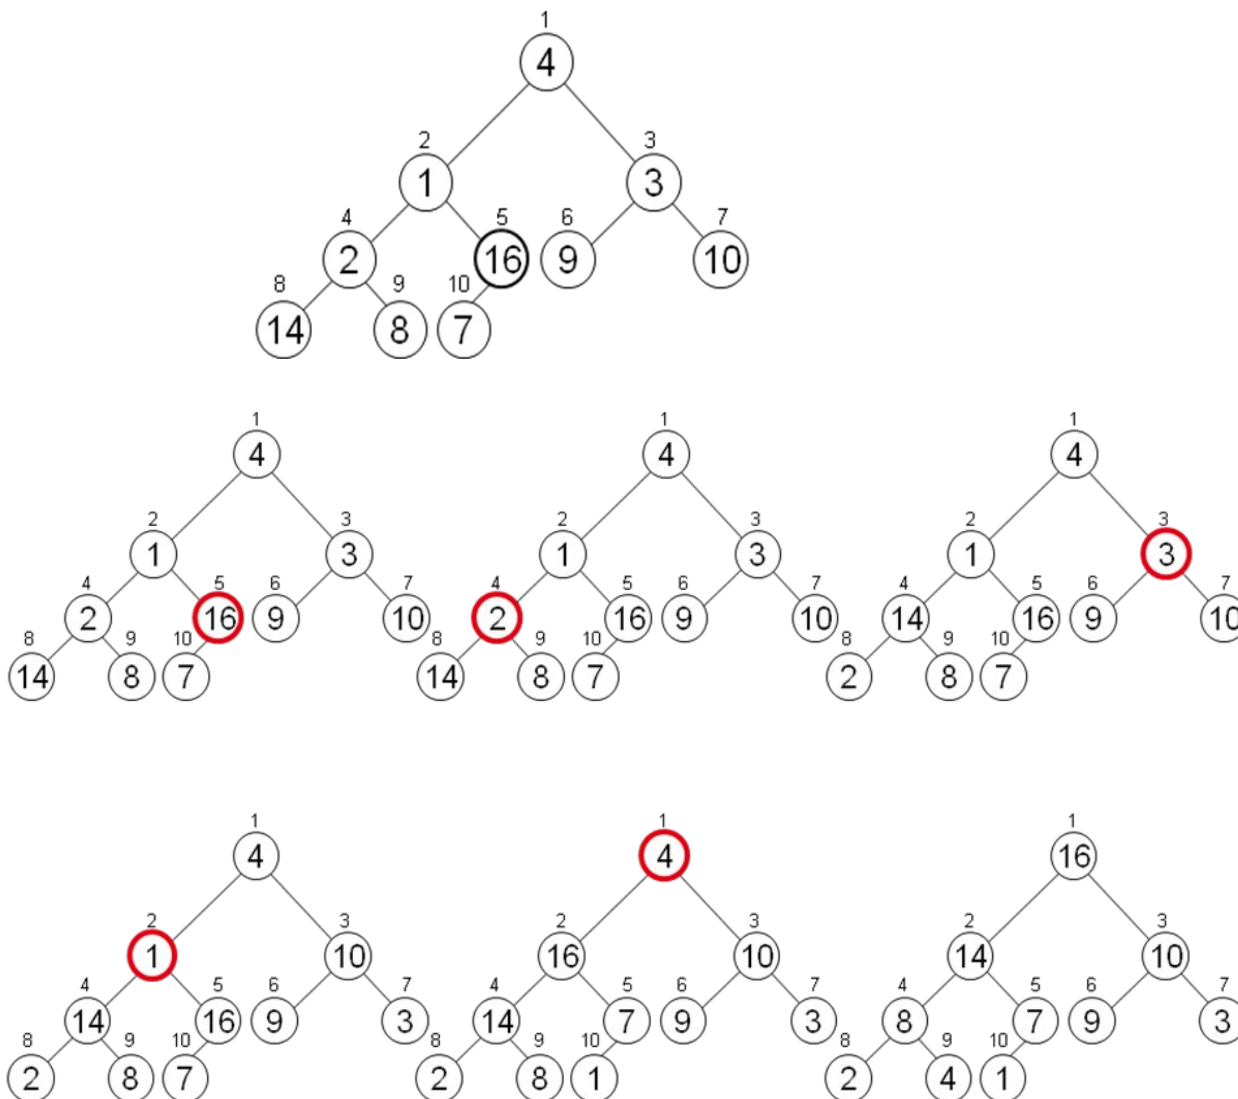 1
4
2 3
1 3
4 5 6 7
2 16 9 10
8 9 10
14 8 7
1 1 1
4 4 4
2 3 2 3 2 3
1 3 1 3 1 3
4 5 6 7 4 5 6 7 4 5 6 7
2 16 9 10 2 16 9 10 14 16 9 10
8 9 10 8 9 10 8 9 10
14 8 7 14 8 7 2 8 7
1 1 1
4 4 16
2 3 2 3 2 3
1 10 16 10 14 10
4 5 6 7 4 5 6 7 4 5 6 7
14 16 9 3 14 7 9 3 8 7 9 3
8 9 10 8 9 10 8 9 10
2 8 7 2 8 1 2 4 1